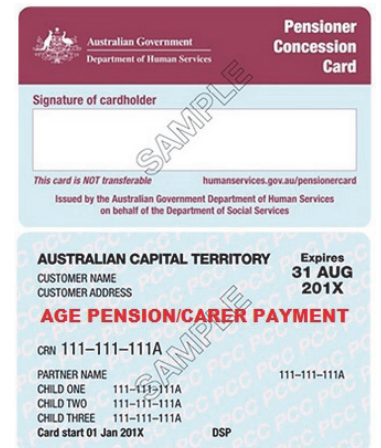 Australian Government
Department of Human Services
Pensioner
Concession
Card
Signature of cardholder
SAMPLE
This card is NOT transferable
humanservices.gov.au/pensionercard
Issued by the Australian Government Department of Human Services
on behalf of the Department of Social Services
AUSTRALIAN CAPITAL TERRITORY
Expires
31 AUG
201X
CUSTOMER NAME
CUSTOMER ADDRESS
AGE PENSION/CARER PAYMENT
SAMPLE
CRN 111–111–111A
PARTNER NAME 111–111–111A
CHILD ONE 111–111–111A
CHILD TWO 111–111–111A
CHILD THREE 111–111–111A
Card start 01 Jan 201X DSP